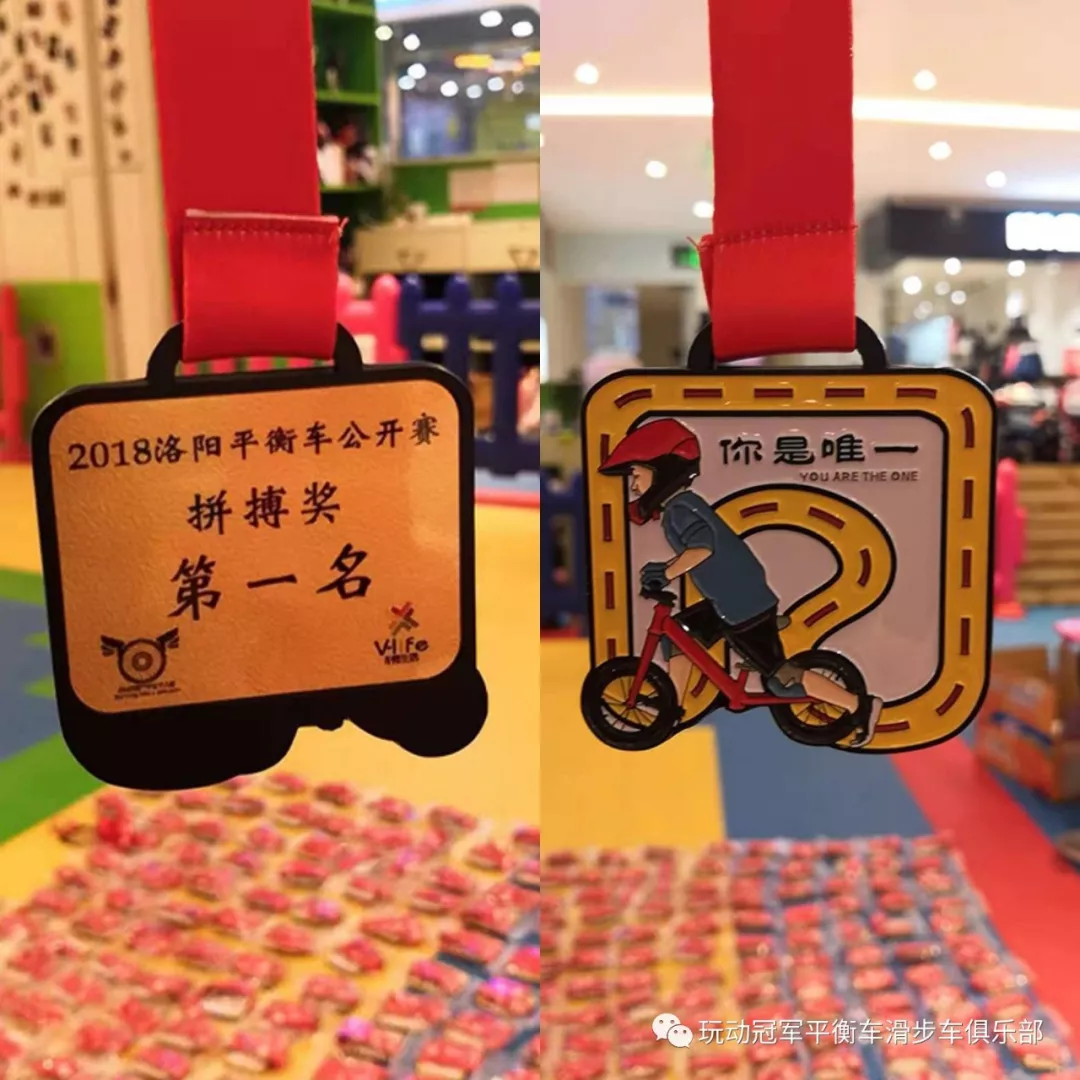 2018洛阳平衡车公开赛
拼搏奖
第一名
V-life
你是唯一
YOU ARE THE ONE
玩动冠军平衡车滑步车俱乐部